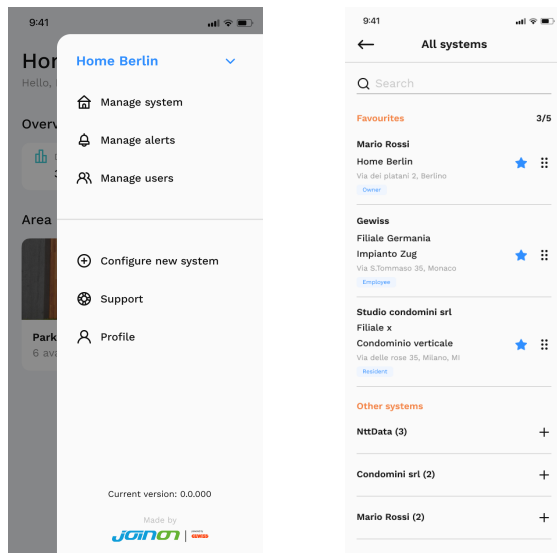 9:41
Hor
Hello,
Overv
Area
Park
6 ava
Home Berlin
Manage system
Manage alerts
Manage users
Configure new system
Support
Profile
Current version: 0.0.000
Made by
JOINON
GEWISS
9:41
All systems
Search
Favourites 3/5
Mario Rossi
Home Berlin
Via dei platani 2, Berlino
Owner
Gewiss
Filiale Germania
Impianto Zug
Via S.Tommaso 35, Monaco
Employee
Studio condomini srl
Filiale x
Condominio verticale
Via delle rose 35, Milano, MI
Resident
Other systems
NttData (3)
Condomini srl (2)
Mario Rossi (2)